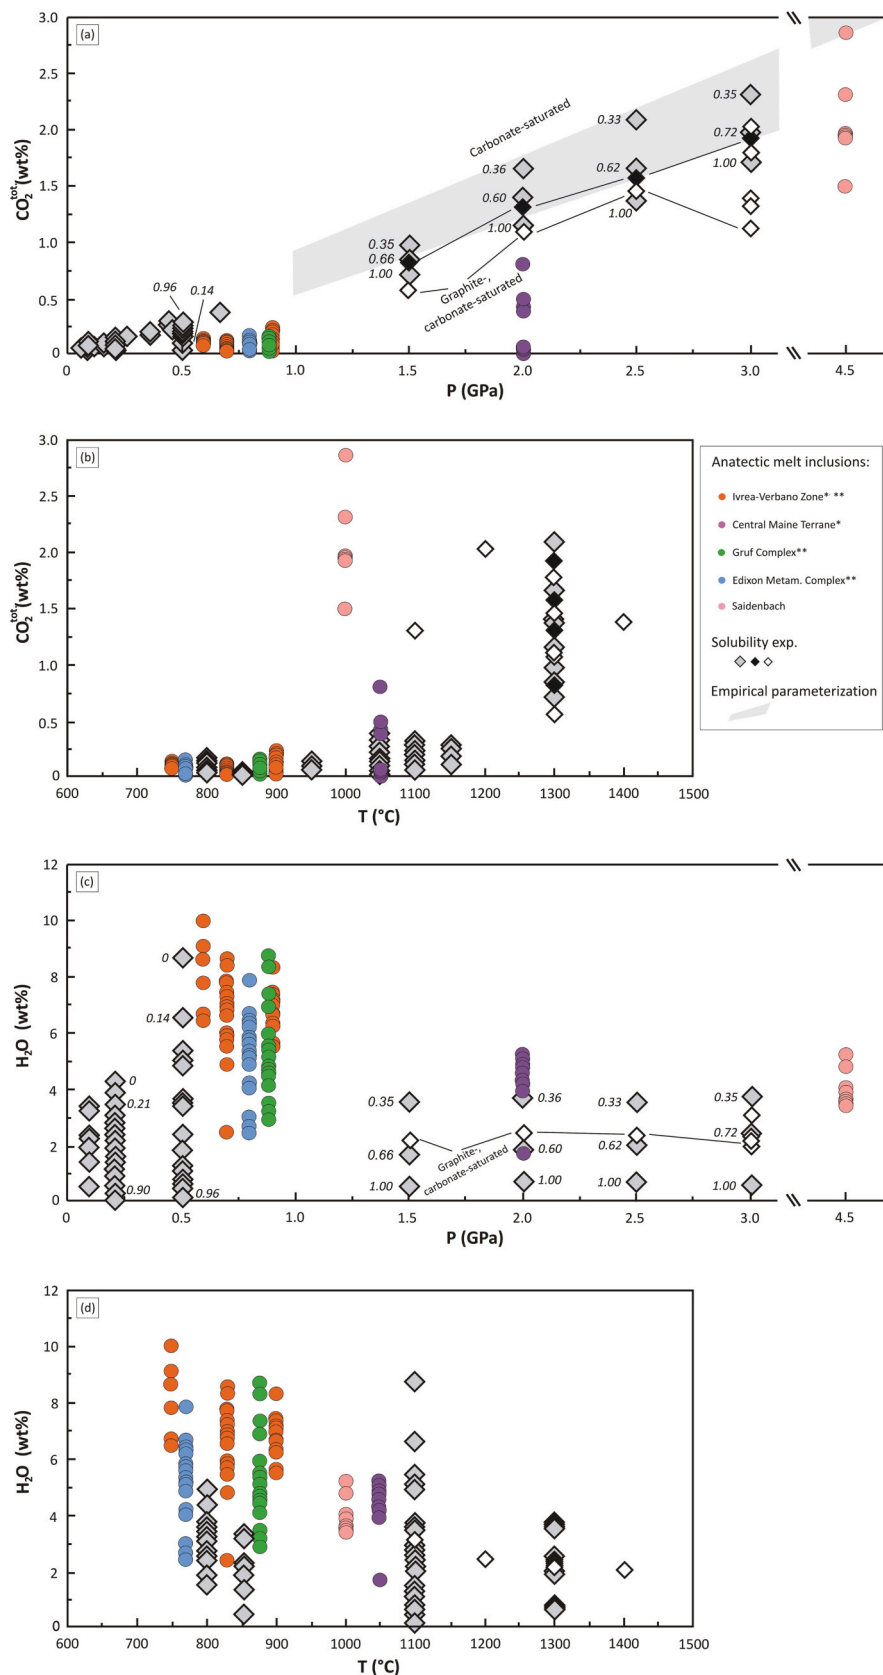 (a)
3.0
2.5
2.0
1.5
1.0
0.5
0
CO2tot (wt%)
Carbonate-saturated
0.35
0.33
0.36
0.72
0.62
0.60
1.00
1.00
1.00
0.35
0.66
1.00
0.96
0.14
Graphite-,
carbonate-saturated
0 0.5 1.0 1.5 2.0 2.5 3.0 4.5
P (GPa)
(b)
3.0
2.5
2.0
1.5
1.0
0.5
0
CO2tot (wt%)
600 800 900 1000 1100 1200 1300 1400 1500
T (°C)
Anatectic melt inclusions:
Ivrea-Verbano Zone* **
Central Maine Terrane*
Gruf Complex**
Edixon Metam. Complex**
Saidenbach
Solubility exp.
Empirical parameterization
(c)
12
10
8
6
4
2
0
H2O (wt%)
0
0.14
0
0.21
0.90
0.96
0.35
0.36
0.33
0.35
0.66
0.60
0.62
0.72
1.00
1.00
1.00
1.00
Graphite-,
carbonate-saturated
0 0.5 1.0 1.5 2.0 2.5 3.0 4.5
P (GPa)
(d)
12
10
8
6
4
2
0
H2O (wt%)
600 800 900 1000 1100 1200 1300 1400 1500
T (°C)